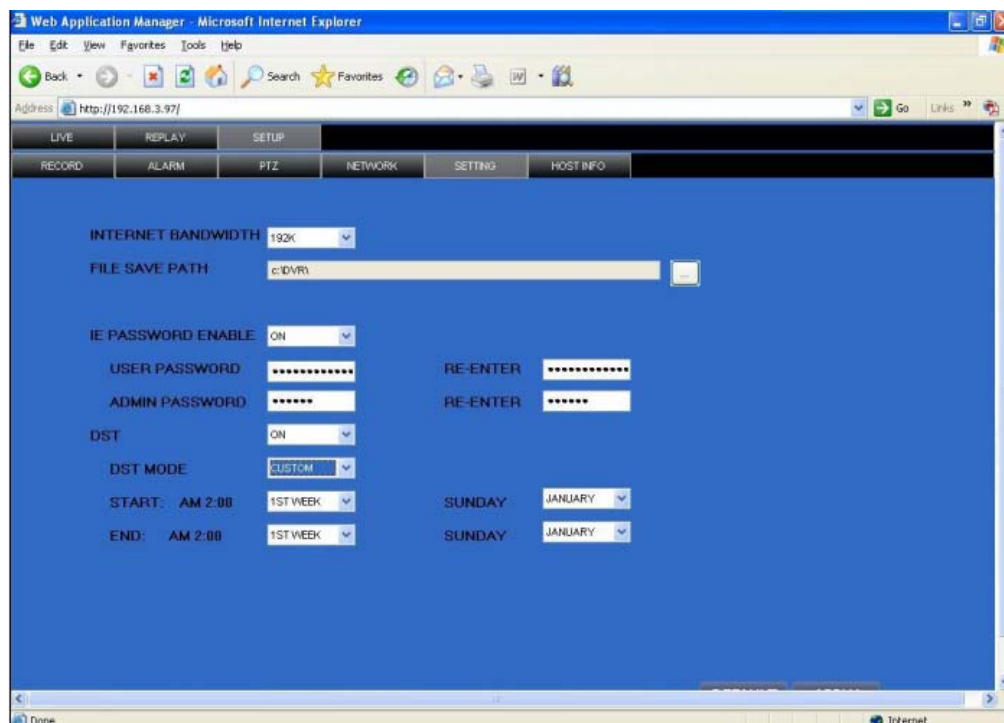 Web Application Manager - Microsoft Internet Explorer
File Edit View Favorites Tools Help
Back Search Favorites
Address http://192.168.3.97/ Go Links »
LIVE REPLAY SETUP
RECORD ALARM PTZ NETWORK SETTING HOST INFO
INTERNET BANDWIDTH 192K
FILE SAVE PATH c:\DVR\ ...
IE PASSWORD ENABLE ON
USER PASSWORD •••••••••••• RE-ENTER ••••••••••••
ADMIN PASSWORD •••••• RE-ENTER ••••••
DST ON
DST MODE CUSTOM
START: AM 2:00 1ST WEEK SUNDAY JANUARY
END: AM 2:00 1ST WEEK SUNDAY JANUARY
Done Internet